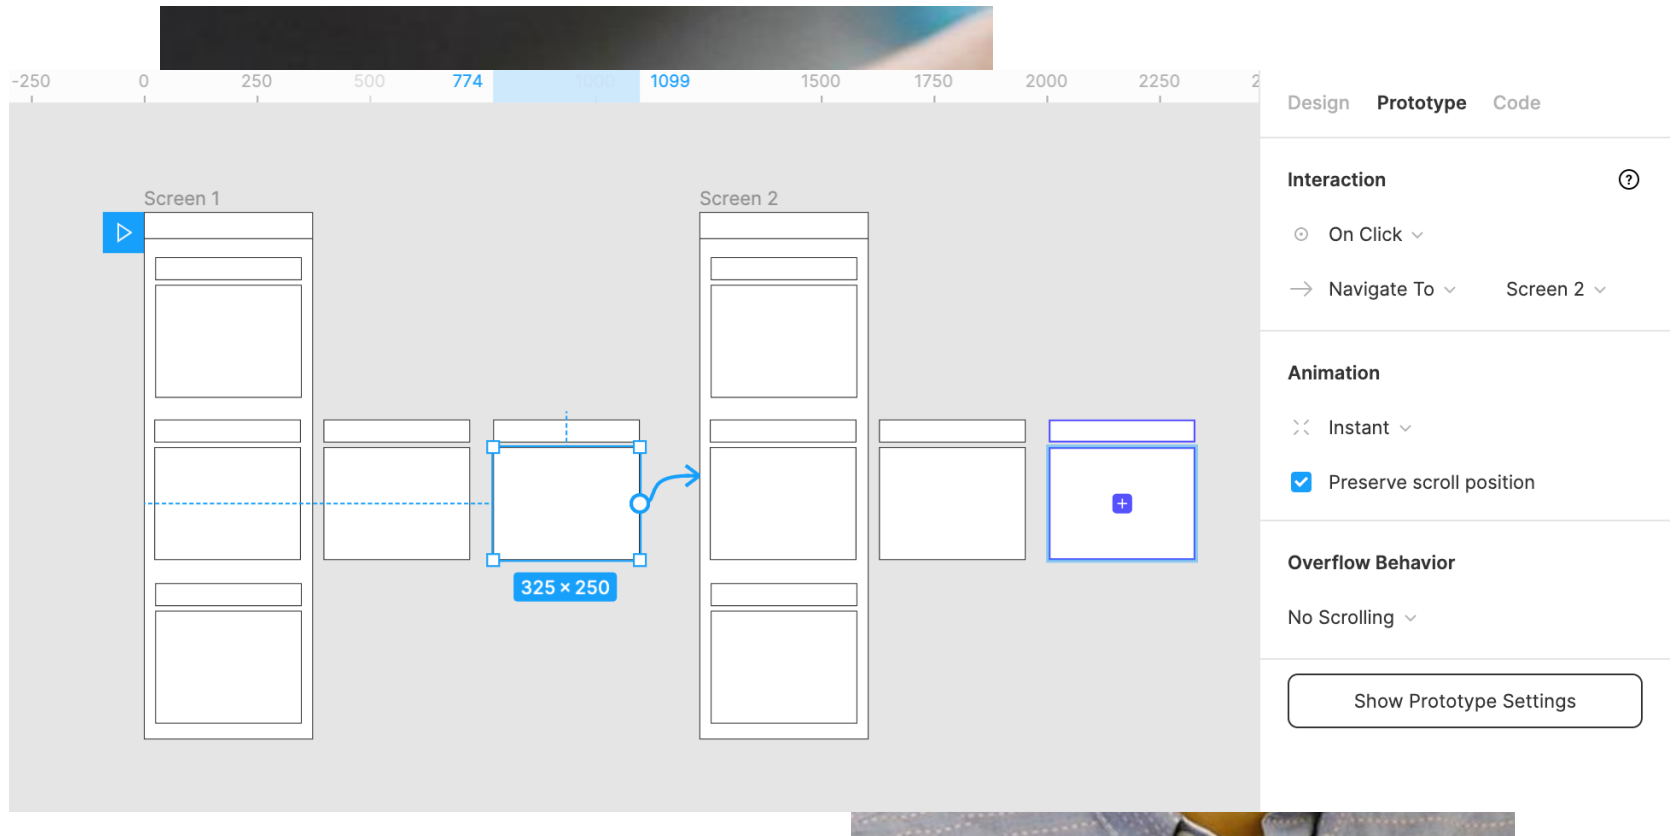 -250 0 250 500 774 1000 1099 1500 1750 2000 2250 2
Design Prototype Code
Interaction
On Click
Navigate To Screen 2
Animation
Instant
Preserve scroll position
Overflow Behavior
No Scrolling
Show Prototype Settings
Screen 1
Screen 2
325 × 250